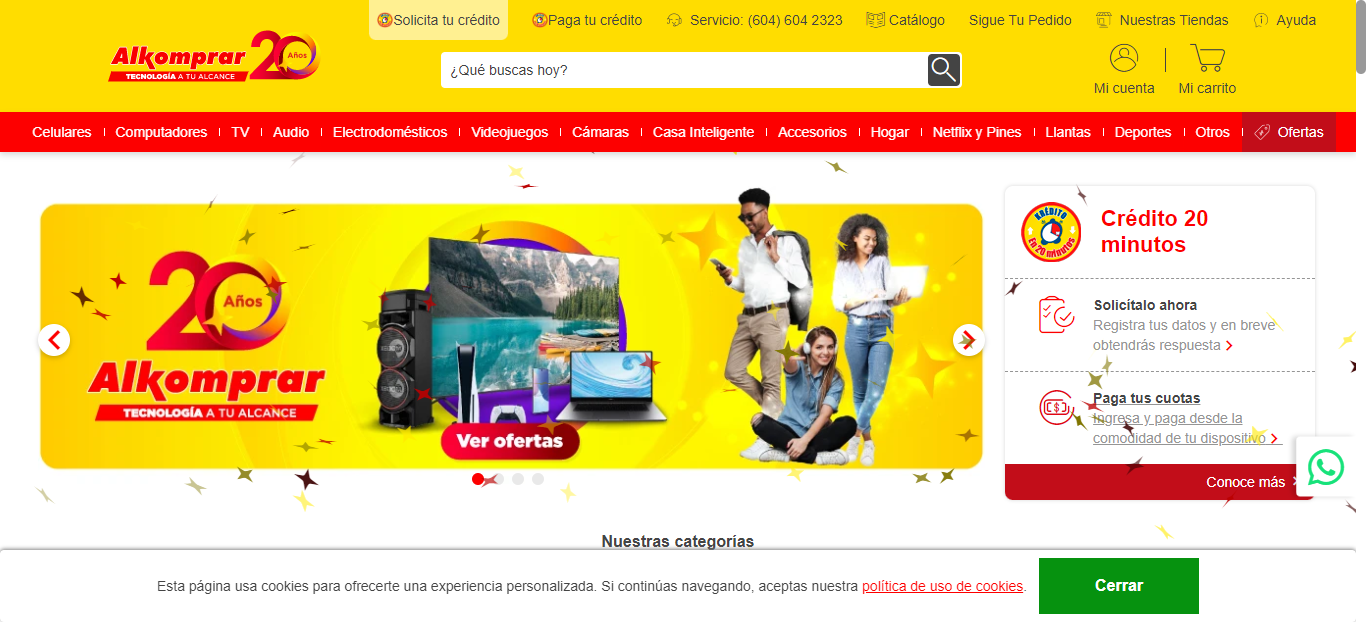 Solicita tu crédito
Paga tu crédito
Servicio: (604) 604 2323
Catálogo
Sigue Tu Pedido
Nuestras Tiendas
Ayuda
Alkomprar 20 Años
TECNOLOGÍA A TU ALCANCE
¿Qué buscas hoy?
Mi cuenta
Mi carrito
Celulares
Computadores
TV
Audio
Electrodomésticos
Videojuegos
Cámaras
Casa Inteligente
Accesorios
Hogar
Netflix y Pines
Llantas
Deportes
Otros
Ofertas
20 Años
Alkomprar
TECNOLOGÍA A TU ALCANCE
Ver ofertas
KRÉDITO
En 20 minutos
Crédito 20
minutos
Solicítalo ahora
Registra tus datos y en breve
obtendrás respuesta
Paga tus cuotas
Ingresa y paga desde la
comodidad de tu dispositivo
Conoce más
Nuestras categorías
Esta página usa cookies para ofrecerte una experiencia personalizada. Si continúas navegando, aceptas nuestra política de uso de cookies.
Cerrar